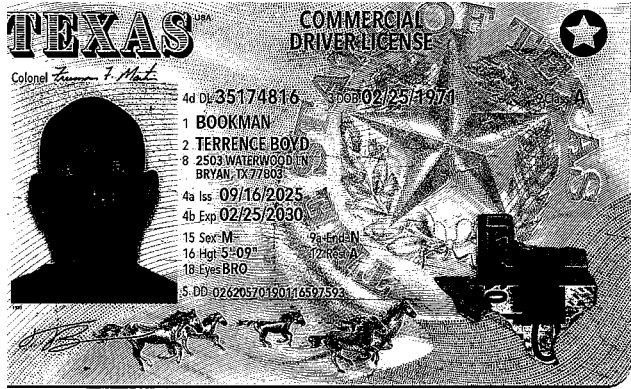 TEXAS USA
COMMERCIAL
DRIVER LICENSE
Colonel
4d DL 35174816 3 DOB 02/25/1971 9 Class A
1 BOOKMAN
2 TERRENCE BOYD
8 2503 WATERWOOD LN
BRYAN, TX 77803
4a Iss 09/16/2025
4b Exp 02/25/2030
15 Sex M 9a End N
16 Hgt 5'-09" 12 Rest A
18 Eyes BRO
5 DD 02620570190116597593